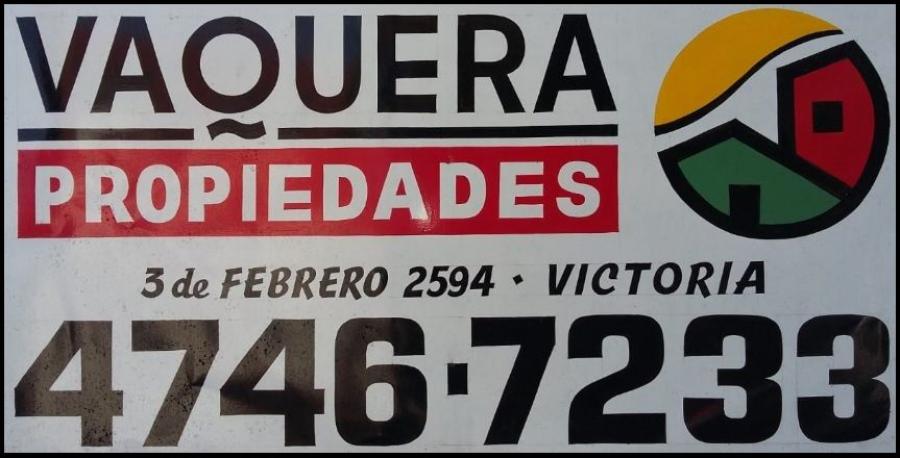 VAQUERA
PROPIEDADES
3 de FEBRERO 2594 · VICTORIA
4746·7233